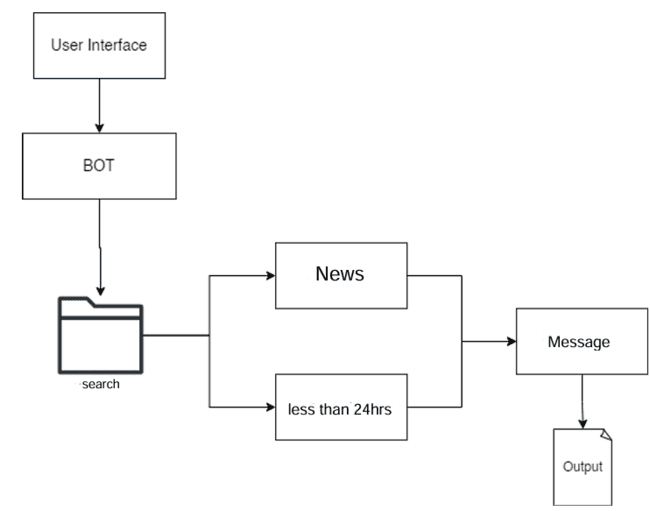 User Interface
BOT
search
News
less than 24hrs
Message
Output